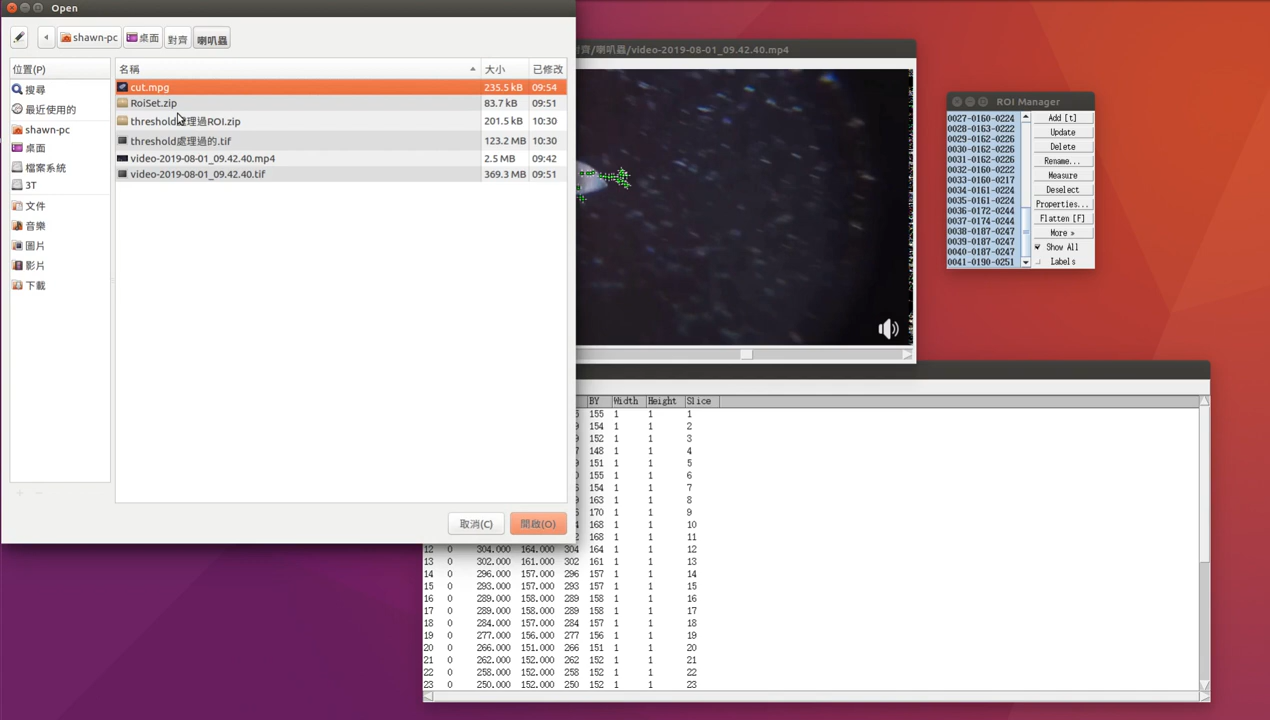 Open
shawn-pc 桌面 對齊 喇叭蟲
位置(P)
搜尋
最近使用的
shawn-pc
桌面
檔案系統
3T
文件
音樂
圖片
影片
下載
名稱 大小 已修改
cut.mpg 235.5 kB 09:54
RoiSet.zip 83.7 kB 09:51
threshold處理過ROI.zip 201.5 kB 10:30
threshold處理過的.tif 123.2 MB 10:30
video-2019-08-01_09.42.40.mp4 2.5 MB 09:42
video-2019-08-01_09.42.40.tif 369.3 MB 09:51
取消(C) 開啟(O)
齊/喇叭蟲/video-2019-08-01_09.42.40.mp4
ROI Manager
0027-0160-0224
0028-0163-0222
0029-0162-0226
0030-0162-0226
0031-0162-0226
0032-0160-0222
0033-0160-0217
0034-0161-0224
0035-0161-0224
0036-0172-0244
0037-0174-0244
0038-0187-0247
0039-0187-0247
0040-0187-0247
0041-0190-0251
Add [t]
Update
Delete
Rename...
Measure
Deselect
Properties...
Flatten [F]
More »
Show All
Labels
BY Width Height Slice
155 1 1 1
154 1 1 2
152 1 1 3
148 1 1 4
151 1 1 5
155 1 1 6
154 1 1 7
163 1 1 8
170 1 1 9
168 1 1 10
168 1 1 11
12 0 304.000 164.000 304 164 1 1 12
13 0 302.000 161.000 302 161 1 1 13
14 0 296.000 157.000 296 157 1 1 14
15 0 293.000 157.000 293 157 1 1 15
16 0 289.000 158.000 289 158 1 1 16
17 0 289.000 158.000 289 158 1 1 17
18 0 284.000 157.000 284 157 1 1 18
19 0 277.000 156.000 277 156 1 1 19
20 0 266.000 151.000 266 151 1 1 20
21 0 262.000 152.000 262 152 1 1 21
22 0 258.000 152.000 258 152 1 1 22
23 0 250.000 152.000 250 152 1 1 23